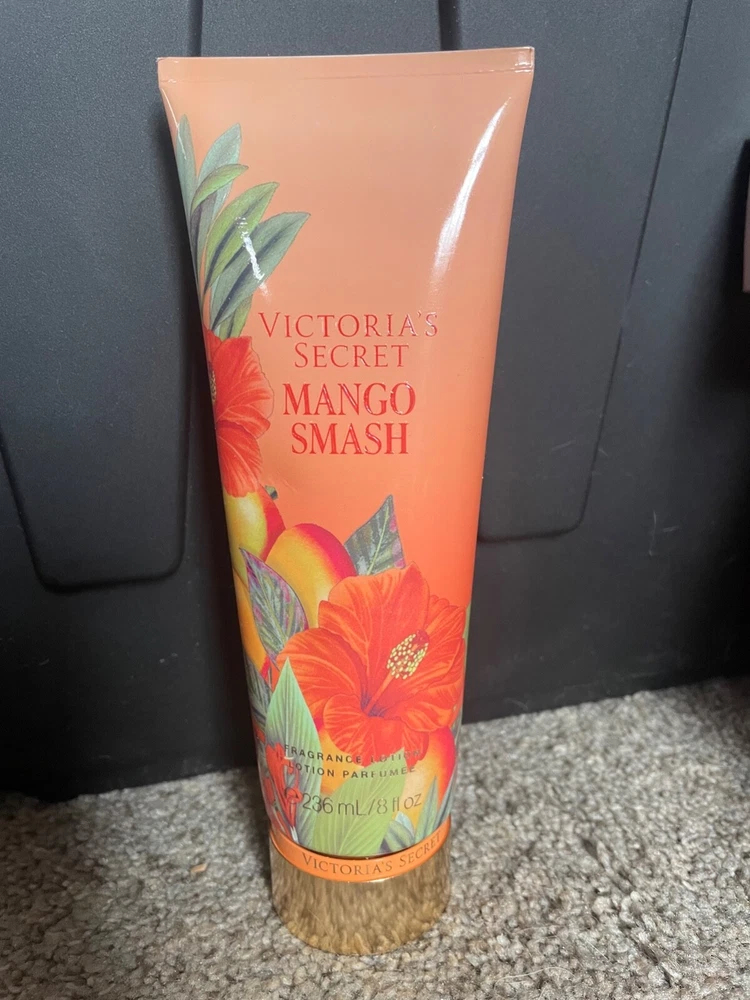 VICTORIA'S
SECRET
MANGO
SMASH
FRAGRANCE LOTION
LOTION PARFUMÉE
℮ 236 mL/8 fl oz
VICTORIA'S SECRET